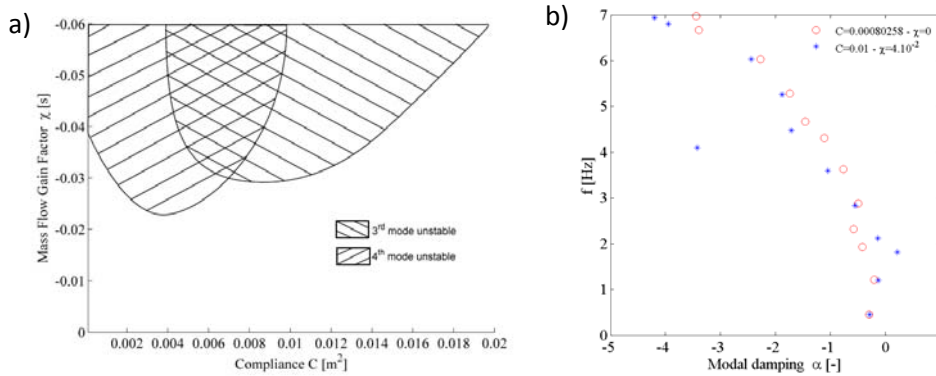 a)
-0.06
-0.05
-0.04
-0.03
-0.02
-0.01
0
Mass Flow Gain Factor χ [s]
3rd mode unstable
4th mode unstable
0.002 0.004 0.006 0.008 0.01 0.012 0.014 0.016 0.018 0.02
Compliance C [m²]
b)
7
6
5
4
3
2
1
0
f [Hz]
C=0.00080258 - χ=0
C=0.01 - χ=4.10⁻²
-5 -4 -3 -2 -1 0
Modal damping α [-]